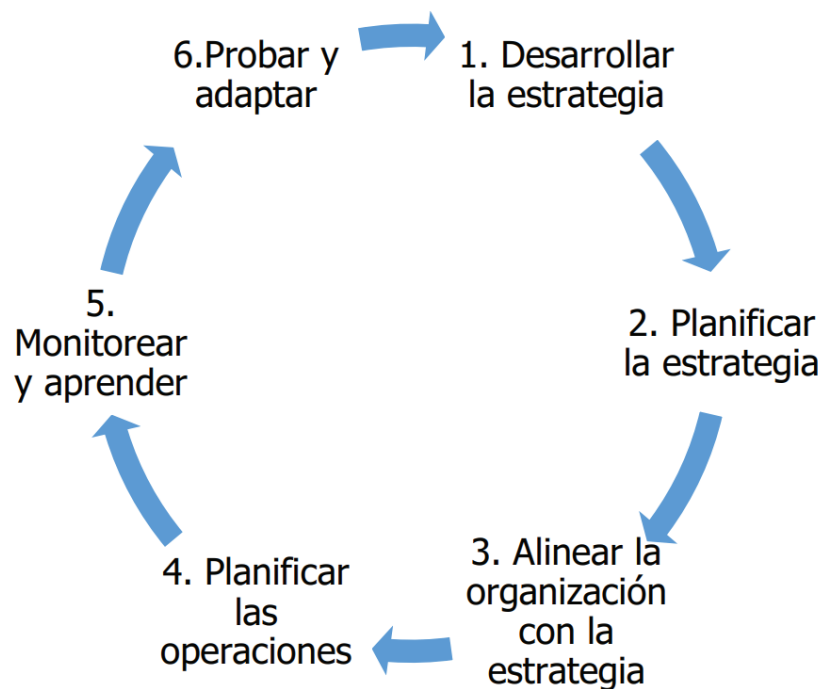 1. Desarrollar
la estrategia
2. Planificar
la estrategia
3. Alinear la
organización
con la
estrategia
4. Planificar
las
operaciones
5.
Monitorear
y aprender
6.Probar y
adaptar